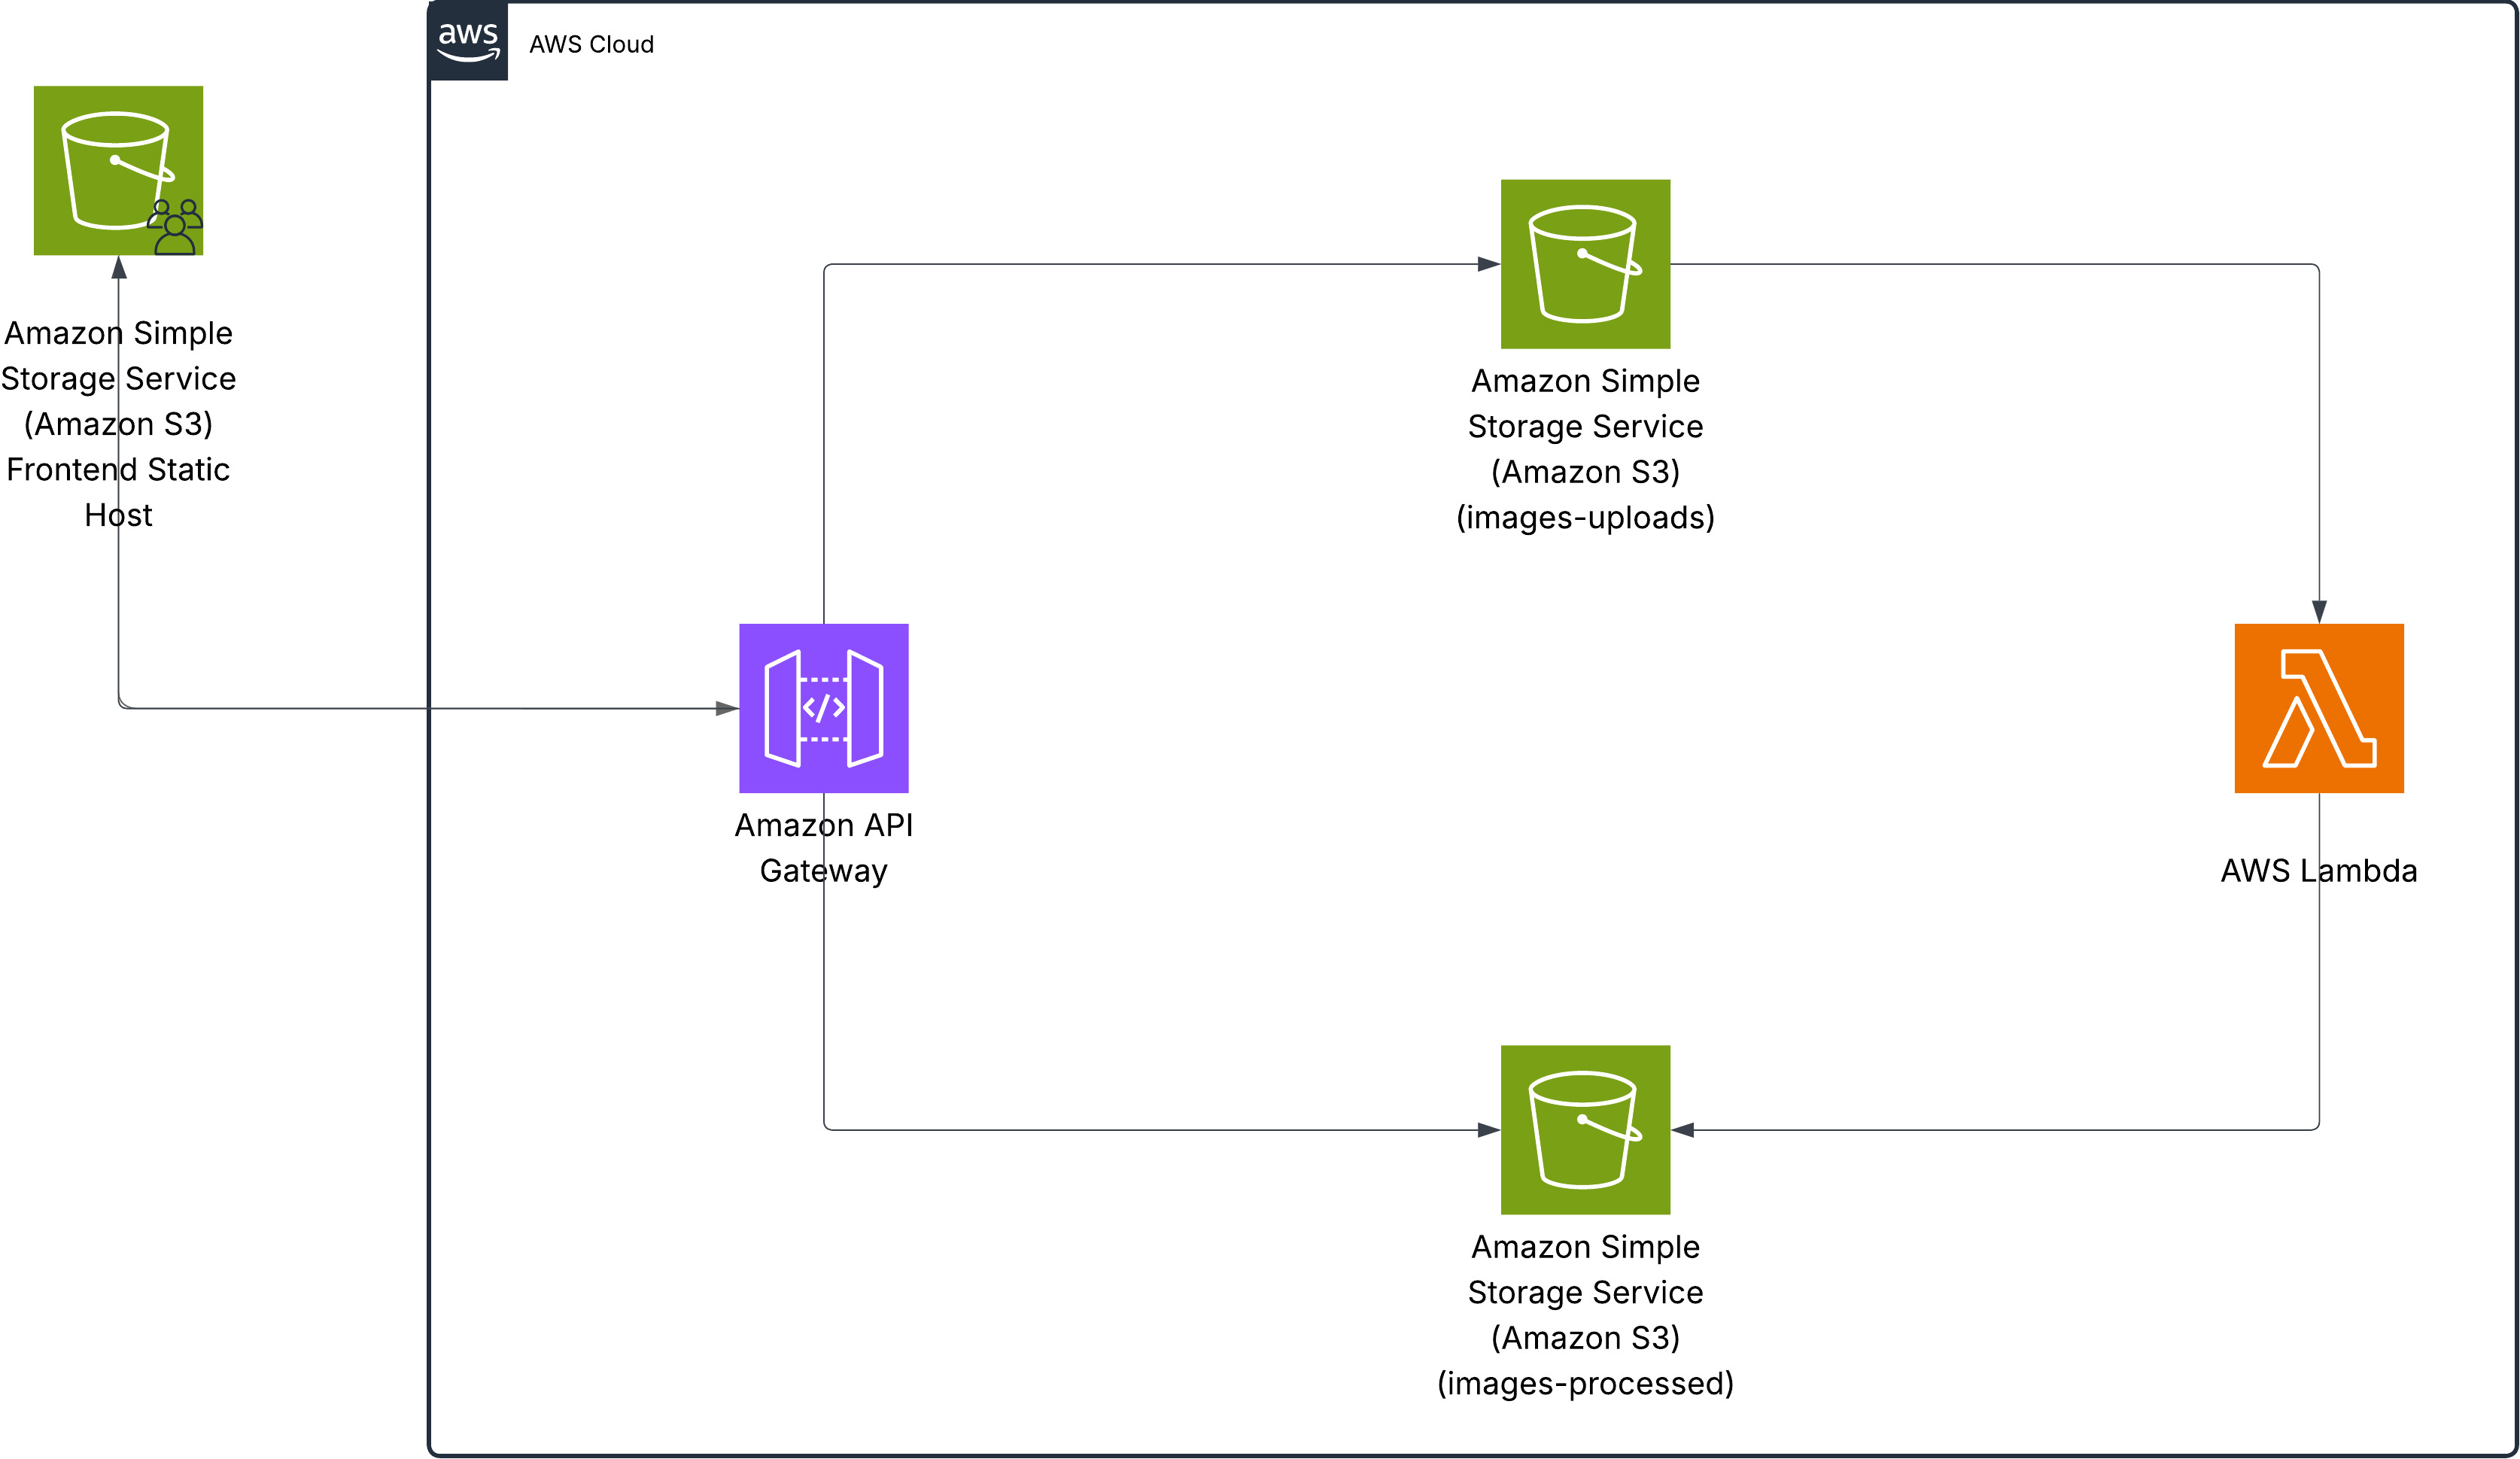 aws
AWS Cloud
Amazon Simple
Storage Service
(Amazon S3)
Frontend Static
Host
Amazon Simple
Storage Service
(Amazon S3)
(images-uploads)
</>
Amazon API
Gateway
AWS Lambda
Amazon Simple
Storage Service
(Amazon S3)
(images-processed)